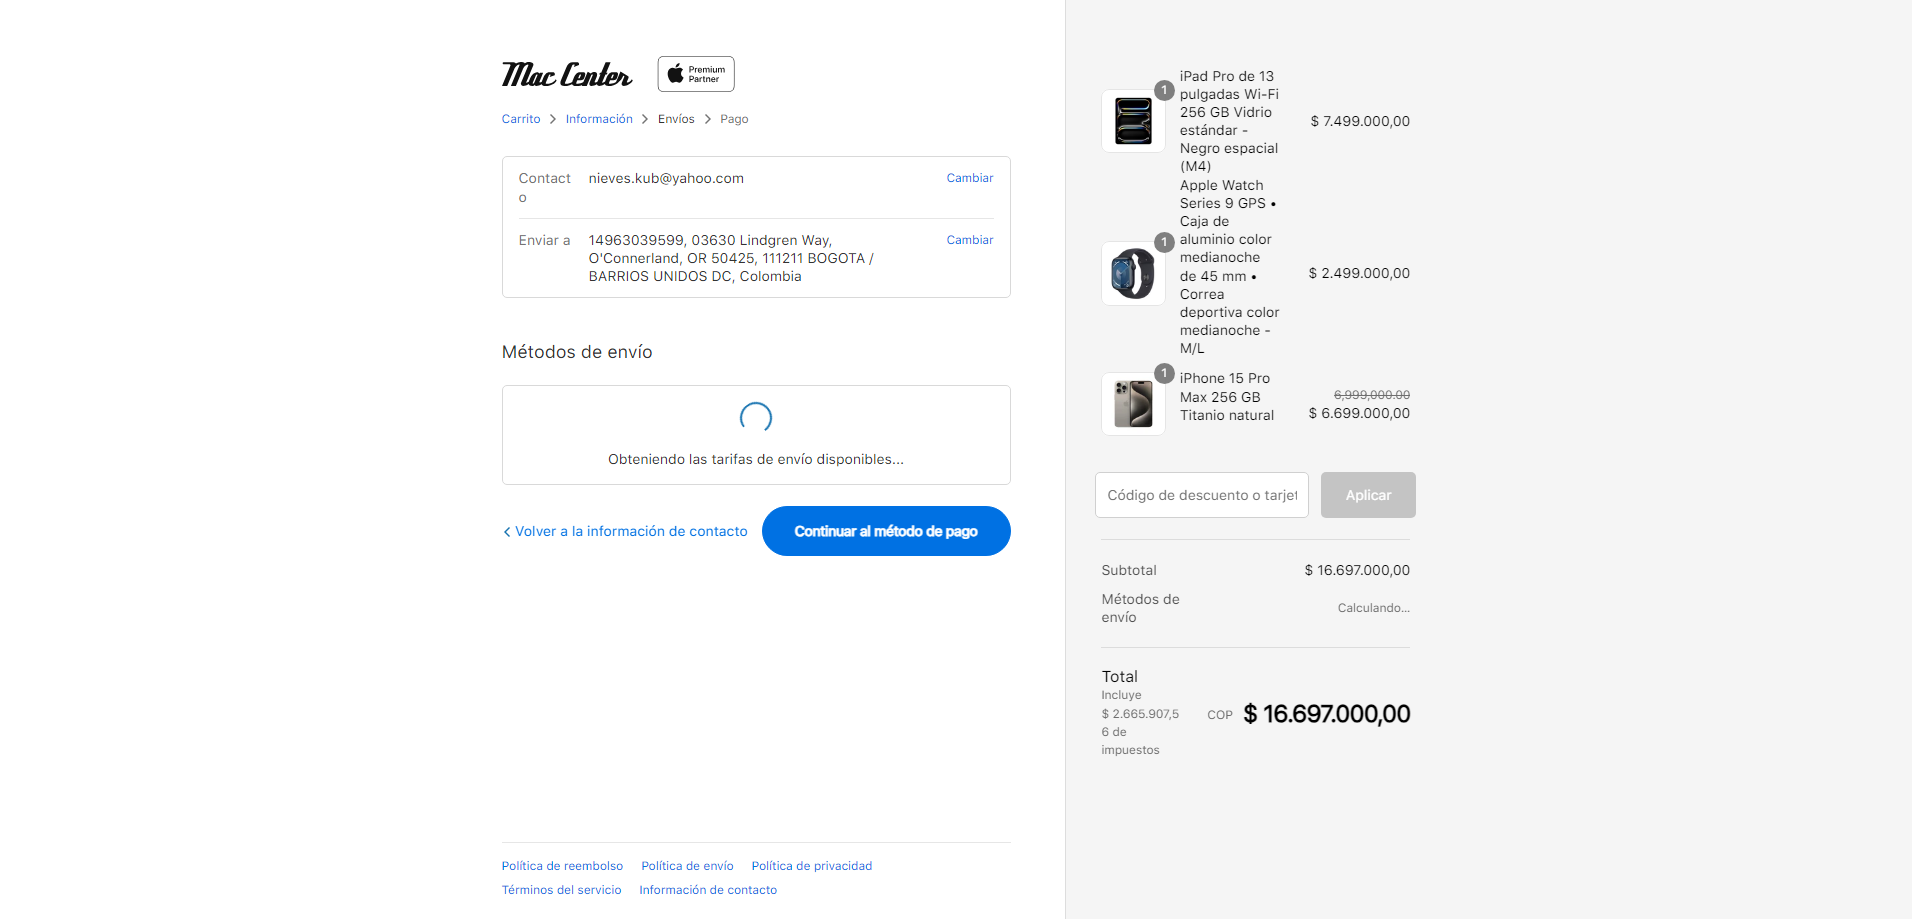 Mac Center
Premium
Partner
Carrito
Información
Envíos
Pago
Contact
o
nieves.kub@yahoo.com
Cambiar
Enviar a
14963039599, 03630 Lindgren Way,
O'Connerland, OR 50425, 111211 BOGOTA /
BARRIOS UNIDOS DC, Colombia
Cambiar
Métodos de envío
Obteniendo las tarifas de envío disponibles...
Volver a la información de contacto
Continuar al método de pago
Política de reembolso
Política de envío
Política de privacidad
Términos del servicio
Información de contacto
1
iPad Pro de 13
pulgadas Wi-Fi
256 GB Vidrio
estándar -
Negro espacial
(M4)
$ 7.499.000,00
1
Apple Watch
Series 9 GPS •
Caja de
aluminio color
medianoche
de 45 mm •
Correa
deportiva color
medianoche -
M/L
$ 2.499.000,00
1
iPhone 15 Pro
Max 256 GB
Titanio natural
6,999,000.00
$ 6.699.000,00
Código de descuento o tarjet
Aplicar
Subtotal
$ 16.697.000,00
Métodos de
envío
Calculando...
Total
Incluye
$ 2.665.907,5
6 de
impuestos
COP $ 16.697.000,00